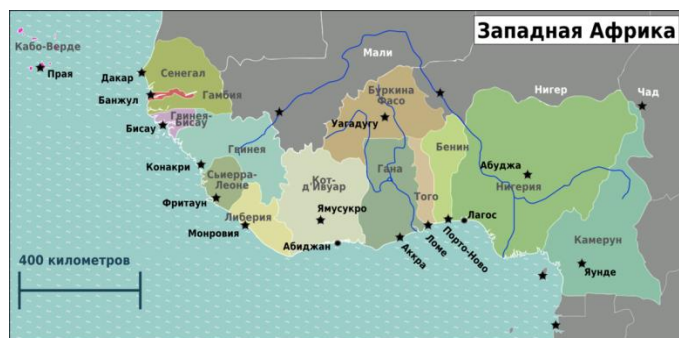 Западная Африка
Кабо-Верде
Прая
Дакар
Сенегал
Банжул
Гамбия
Гвинея-
Бисау
Бисау
Гвинея
Конакри
Сьерра-
Леоне
Фритаун
Либерия
Монровия
Мали
Буркина
Фасо
Уагадугу
Кот-
д'Ивуар
Ямусукро
Абиджан
Гана
Аккра
Того
Ломе
Бенин
Порто-Ново
Лагос
Нигер
Чад
Абуджа
Нигерия
Камерун
Яунде
400 километров